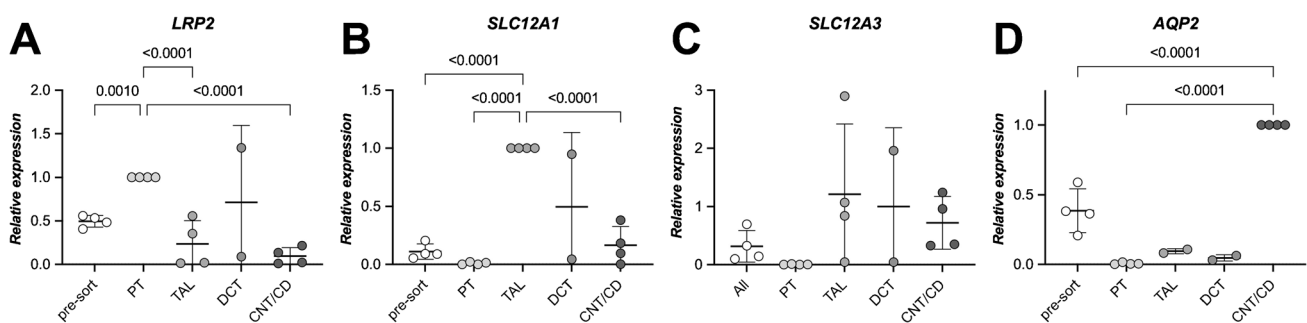 A
LRP2
<0.0001
0.0010
<0.0001
Relative expression
2.0
1.5
1.0
0.5
0.0
pre-sort
PT
TAL
DCT
CNT/CD
B
SLC12A1
<0.0001
<0.0001
<0.0001
Relative expression
1.5
1.0
0.5
0.0
pre-sort
PT
TAL
DCT
CNT/CD
C
SLC12A3
Relative expression
3
2
1
0
All
PT
TAL
DCT
CNT/CD
D
AQP2
<0.0001
<0.0001
Relative expression
1.0
0.5
0.0
pre-sort
PT
TAL
DCT
CNT/CD